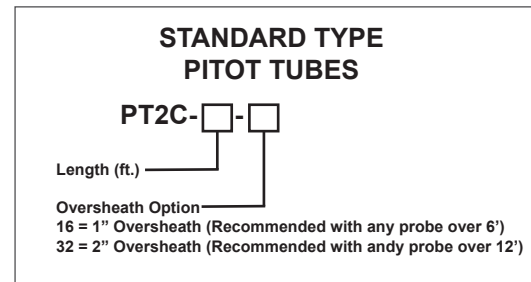 STANDARD TYPE
PITOT TUBES
PT2C- -
Length (ft.)
Oversheath Option
16 = 1” Oversheath (Recommended with any probe over 6’)
32 = 2” Oversheath (Recommended with andy probe over 12’)